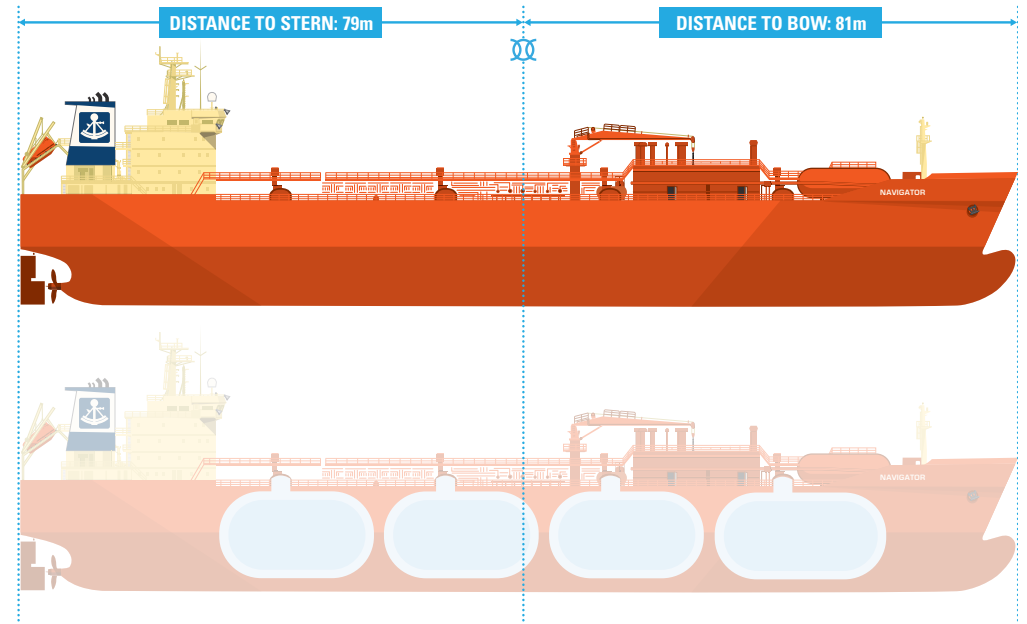 DISTANCE TO STERN: 79m
DISTANCE TO BOW: 81m
NAVIGATOR
NAVIGATOR